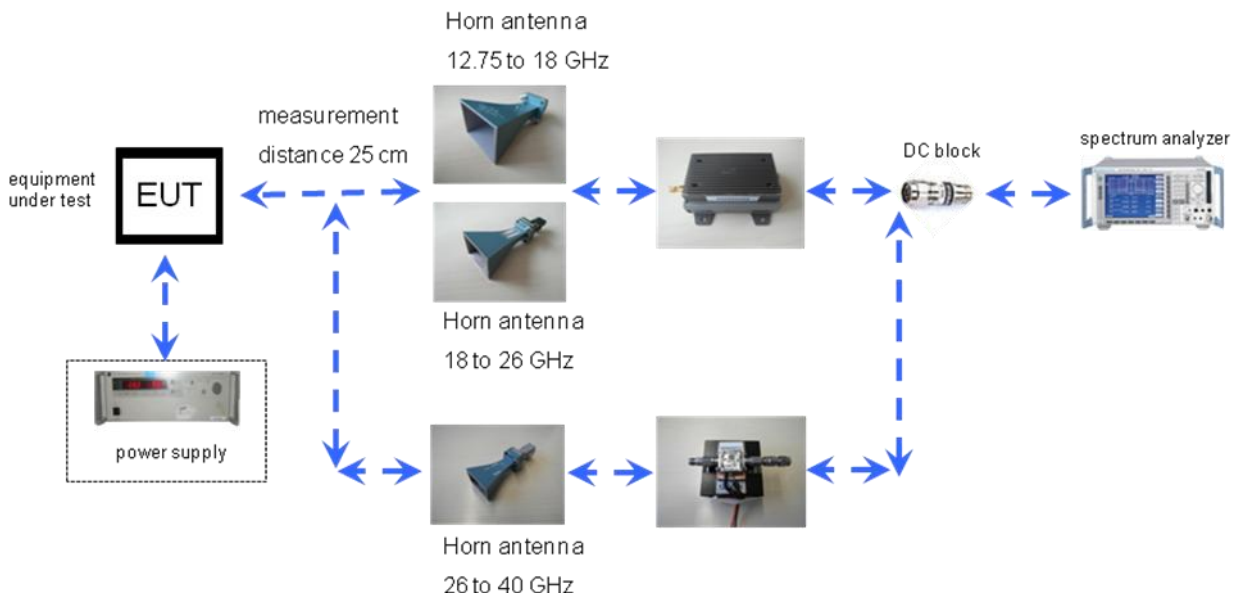 Horn antenna
12.75 to 18 GHz
measurement
distance 25 cm
equipment
under test
EUT
DC block
spectrum analyzer
Horn antenna
18 to 26 GHz
power supply
Horn antenna
26 to 40 GHz